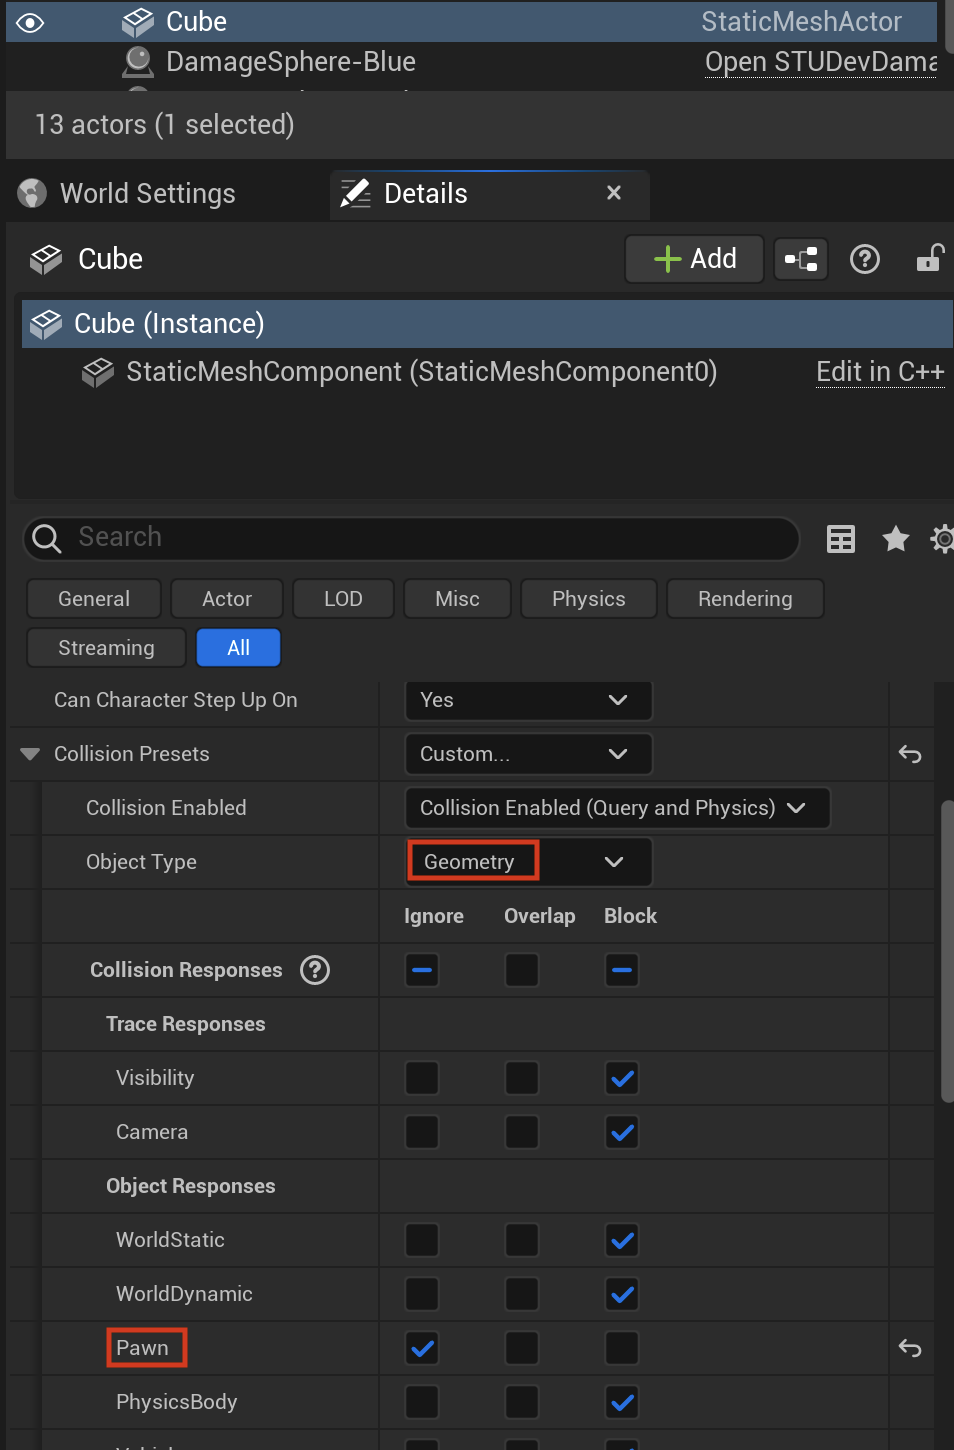 Cube StaticMeshActor
DamageSphere-Blue Open STUDevDama
13 actors (1 selected)
World Settings Details
Cube Add
Cube (Instance)
StaticMeshComponent (StaticMeshComponent0) Edit in C++
Search
General Actor LOD Misc Physics Rendering
Streaming All
Can Character Step Up On Yes
Collision Presets Custom...
Collision Enabled Collision Enabled (Query and Physics)
Object Type Geometry
Ignore Overlap Block
Collision Responses
Trace Responses
Visibility
Camera
Object Responses
WorldStatic
WorldDynamic
Pawn
PhysicsBody